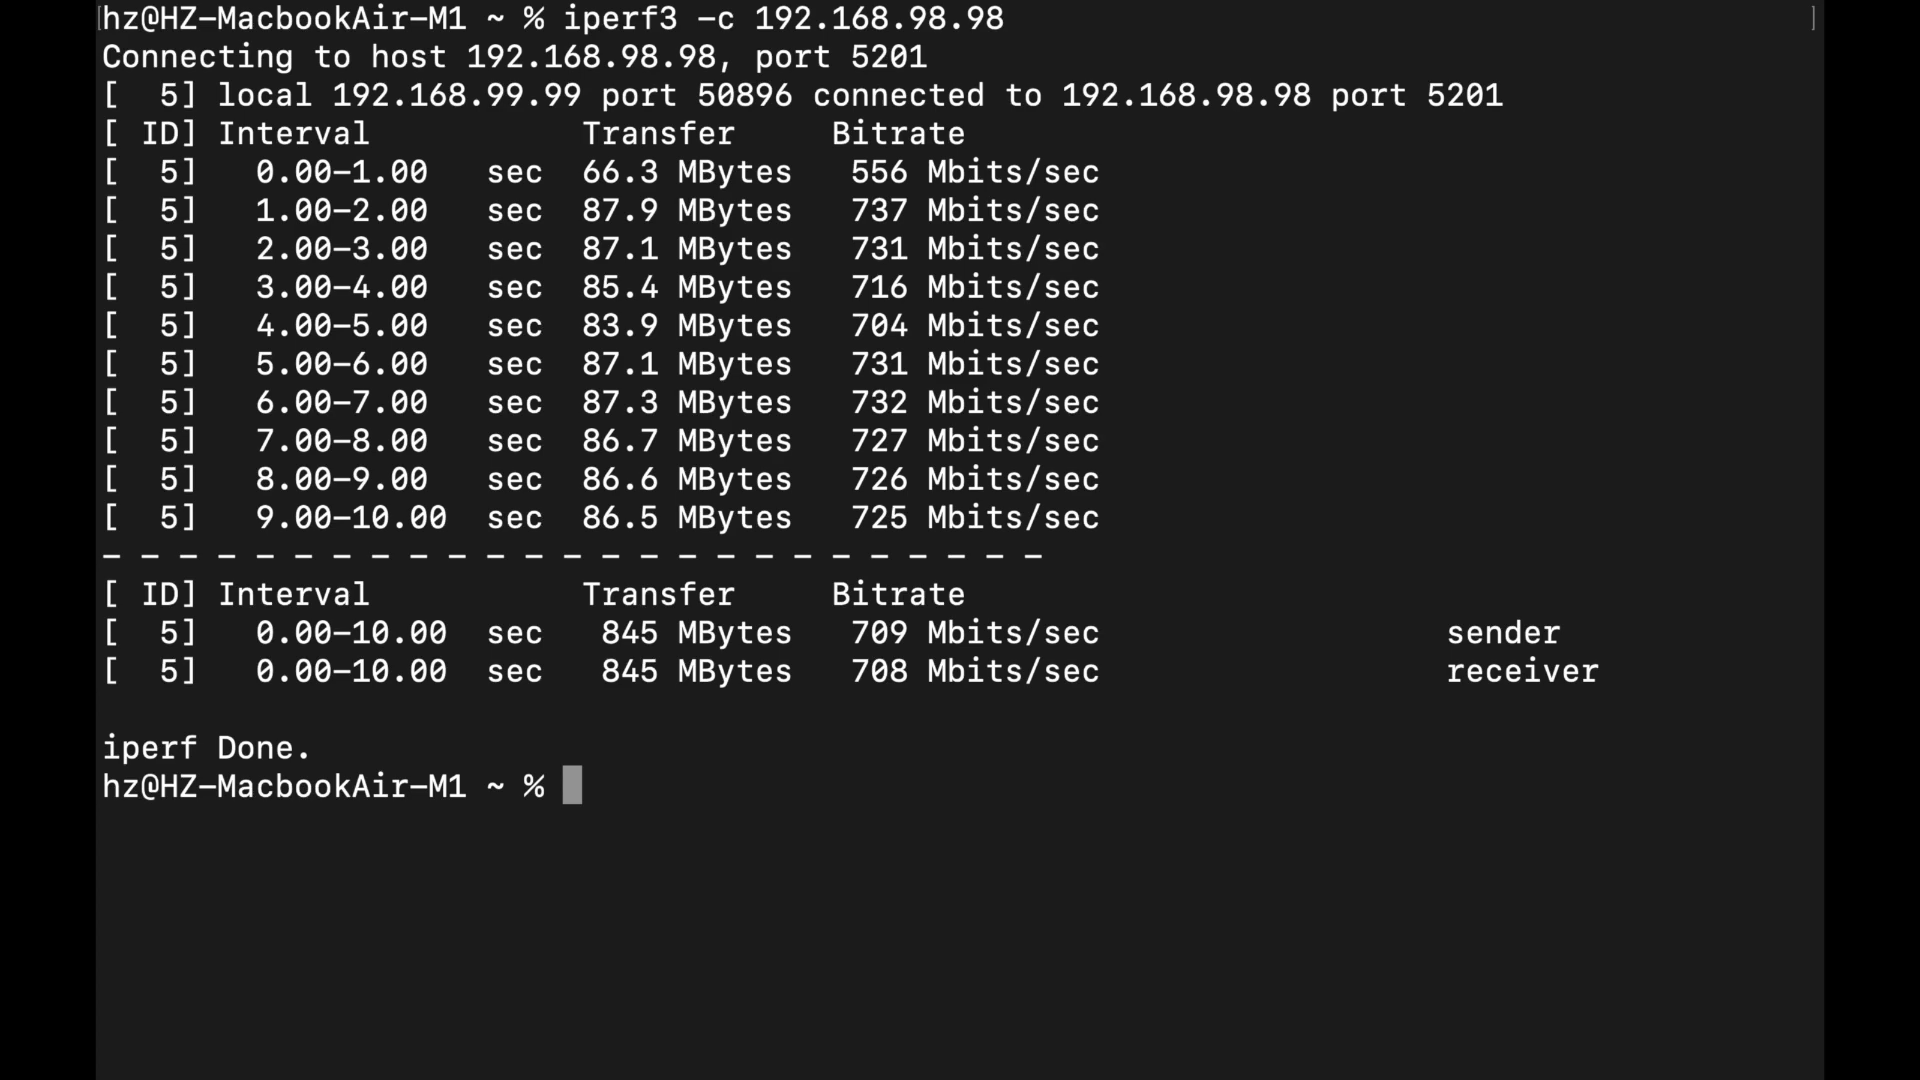 hz@HZ-MacbookAir-M1 ~ % iperf3 -c 192.168.98.98
Connecting to host 192.168.98.98, port 5201
[  5] local 192.168.99.99 port 50896 connected to 192.168.98.98 port 5201
[ ID] Interval           Transfer     Bitrate
[  5]   0.00-1.00   sec  66.3 MBytes   556 Mbits/sec
[  5]   1.00-2.00   sec  87.9 MBytes   737 Mbits/sec
[  5]   2.00-3.00   sec  87.1 MBytes   731 Mbits/sec
[  5]   3.00-4.00   sec  85.4 MBytes   716 Mbits/sec
[  5]   4.00-5.00   sec  83.9 MBytes   704 Mbits/sec
[  5]   5.00-6.00   sec  87.1 MBytes   731 Mbits/sec
[  5]   6.00-7.00   sec  87.3 MBytes   732 Mbits/sec
[  5]   7.00-8.00   sec  86.7 MBytes   727 Mbits/sec
[  5]   8.00-9.00   sec  86.6 MBytes   726 Mbits/sec
[  5]   9.00-10.00  sec  86.5 MBytes   725 Mbits/sec
- - - - - - - - - - - - - - - - - - - - - - - - -
[ ID] Interval           Transfer     Bitrate
[  5]   0.00-10.00  sec   845 MBytes   709 Mbits/sec                  sender
[  5]   0.00-10.00  sec   845 MBytes   708 Mbits/sec                  receiver
iperf Done.
hz@HZ-MacbookAir-M1 ~ %